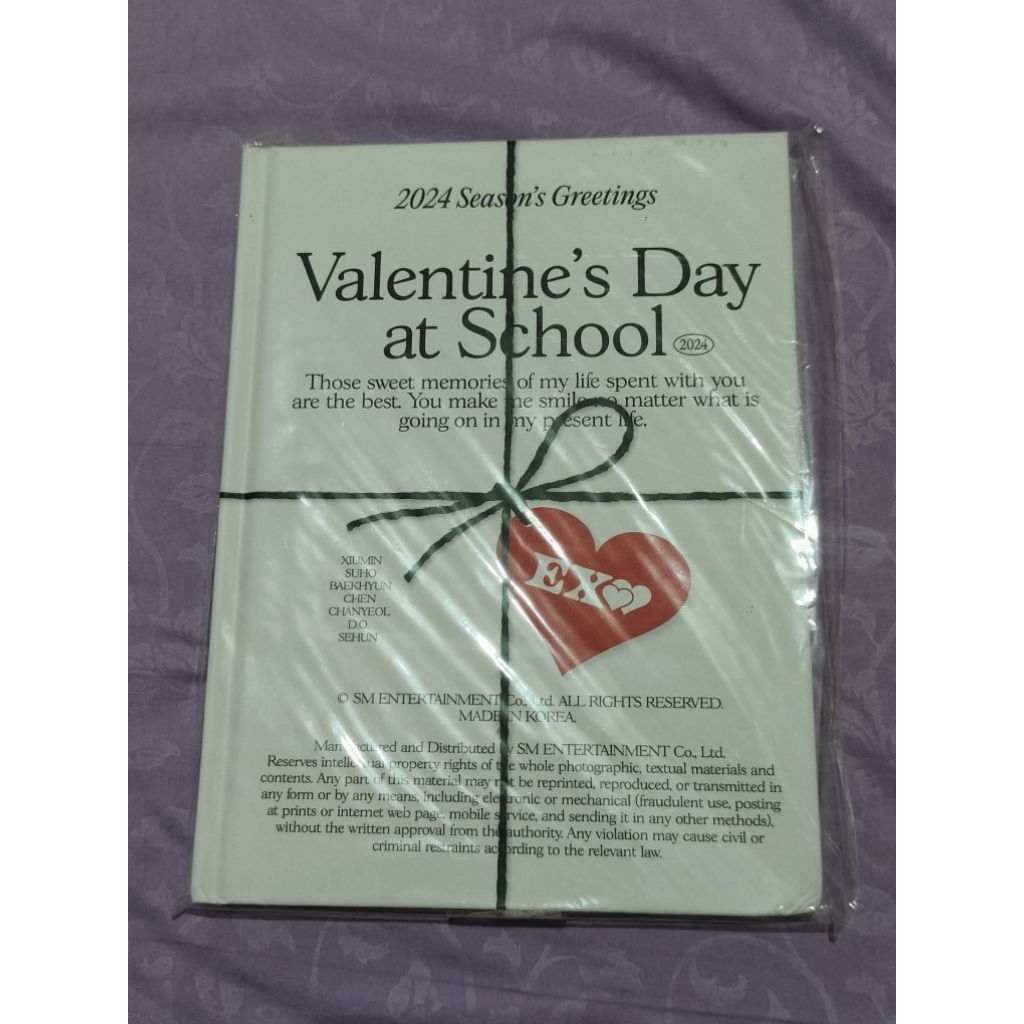 2024 Season's Greetings
Valentine's Day
at School 2024
Those sweet memories of my life spent with you
are the best. You make me smile no matter what is
going on in my present life.
XIUMIN
SUHO
BAEKHYUN
CHEN
CHANYEOL
D.O.
SEHUN
EX
© SM ENTERTAINMENT Co., Ltd. ALL RIGHTS RESERVED.
MADE IN KOREA.
Manufactured and Distributed by SM ENTERTAINMENT Co., Ltd.
Reserves intellectual property rights of the whole photographic, textual materials and
contents. Any part of this material may not be reprinted, reproduced, or transmitted in
any form or by any means, including electronic or mechanical (fraudulent use, posting
at prints or internet web page, mobile service, and sending it in any other methods),
without the written approval from the authority. Any violation may cause civil or
criminal restraints according to the relevant law.